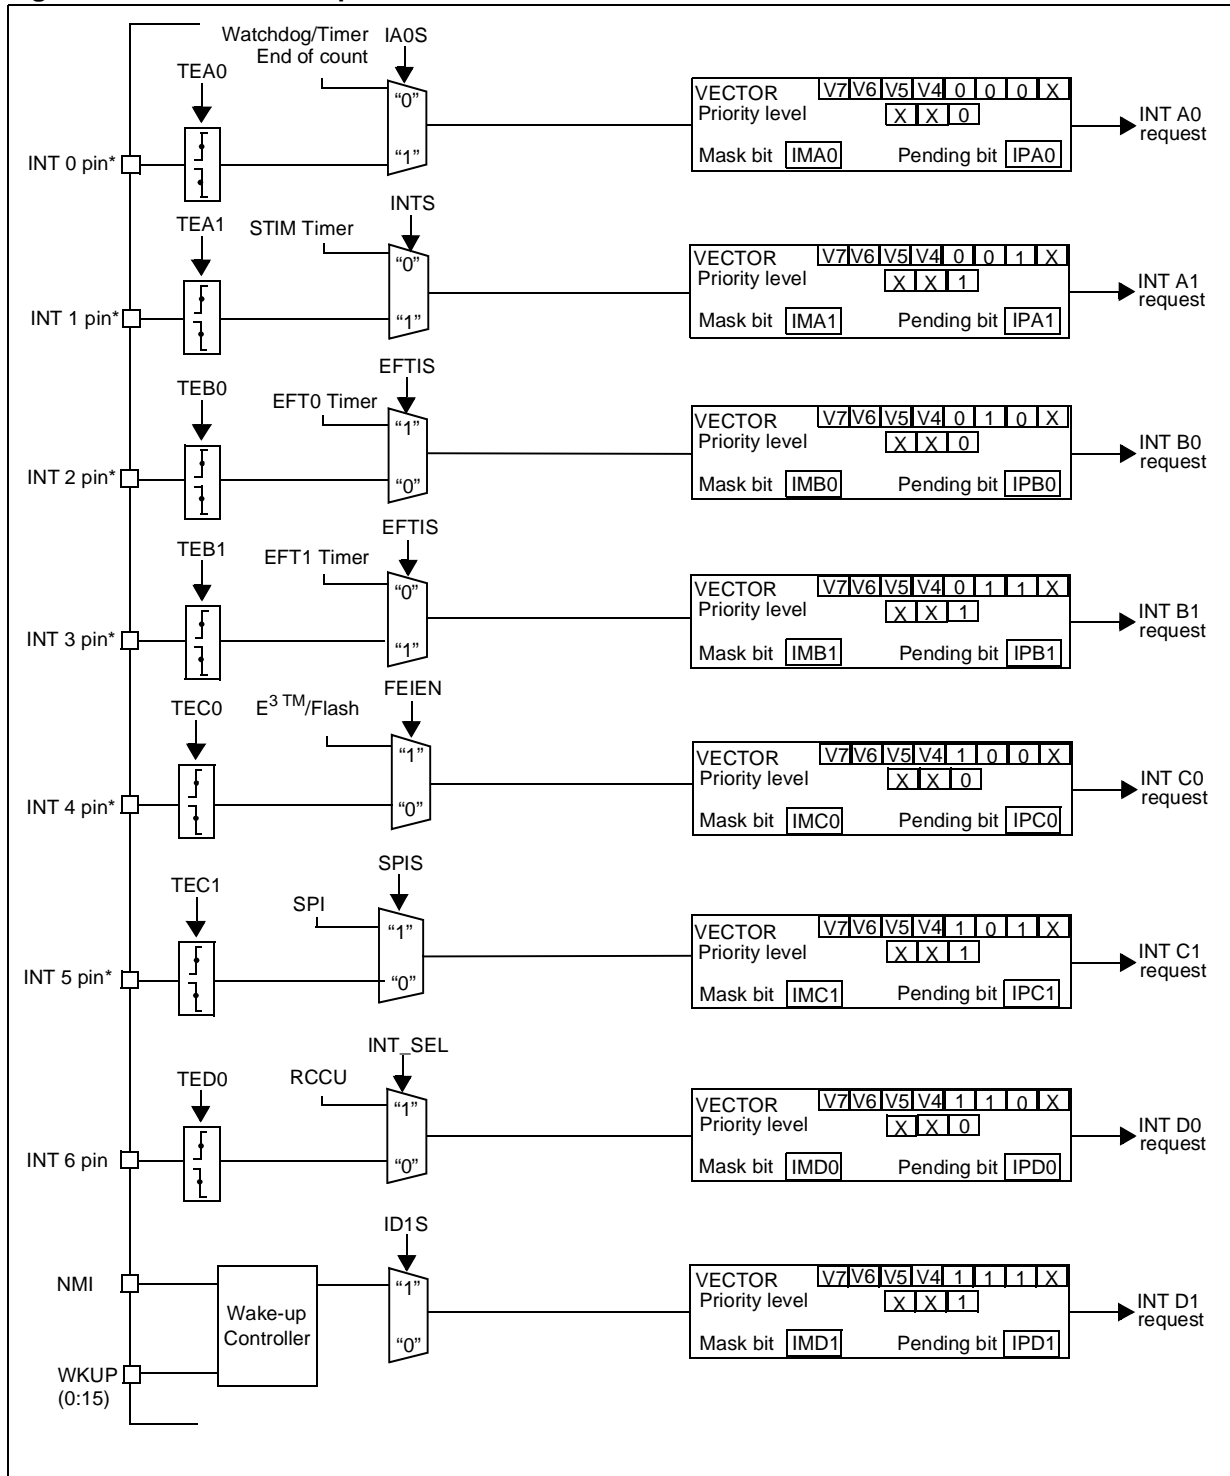 Watchdog/Timer IA0S
End of count
TEA0
"0"
"1"
INT 0 pin*
VECTOR V7 V6 V5 V4 0 0 0 X
Priority level X X 0
Mask bit IMA0 Pending bit IPA0
INT A0
request
INTS
TEA1
STIM Timer
"0"
"1"
INT 1 pin*
VECTOR V7 V6 V5 V4 0 0 1 X
Priority level X X 1
Mask bit IMA1 Pending bit IPA1
INT A1
request
EFTIS
TEB0
EFT0 Timer
"1"
"0"
INT 2 pin*
VECTOR V7 V6 V5 V4 0 1 0 X
Priority level X X 0
Mask bit IMB0 Pending bit IPB0
INT B0
request
EFTIS
TEB1
EFT1 Timer
"0"
"1"
INT 3 pin*
VECTOR V7 V6 V5 V4 0 1 1 X
Priority level X X 1
Mask bit IMB1 Pending bit IPB1
INT B1
request
FEIEN
TEC0
E3 TM/Flash
"1"
"0"
INT 4 pin*
VECTOR V7 V6 V5 V4 1 0 0 X
Priority level X X 0
Mask bit IMC0 Pending bit IPC0
INT C0
request
SPIS
TEC1
SPI
"1"
"0"
INT 5 pin*
VECTOR V7 V6 V5 V4 1 0 1 X
Priority level X X 1
Mask bit IMC1 Pending bit IPC1
INT C1
request
INT_SEL
TED0
RCCU
"1"
"0"
INT 6 pin
VECTOR V7 V6 V5 V4 1 1 0 X
Priority level X X 0
Mask bit IMD0 Pending bit IPD0
INT D0
request
ID1S
NMI
"1"
"0"
Wake-up
Controller
WKUP
(0:15)
VECTOR V7 V6 V5 V4 1 1 1 X
Priority level X X 1
Mask bit IMD1 Pending bit IPD1
INT D1
request